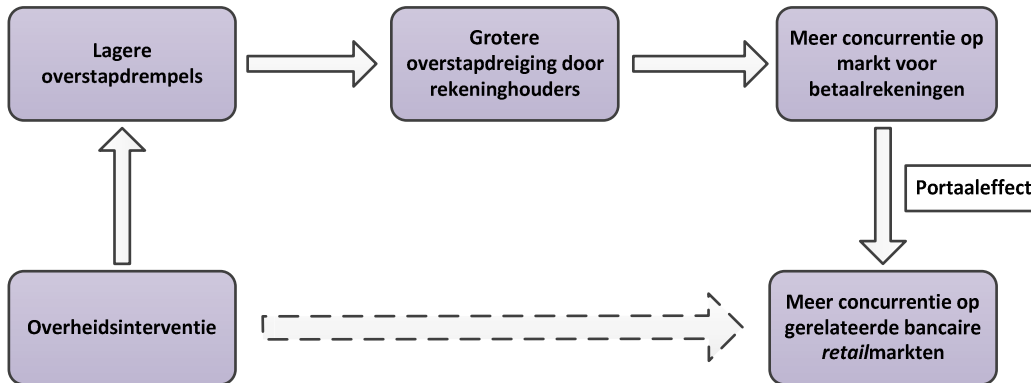 Lagere
overstapdrempels
Grotere
overstapdreiging door
rekeninghouders
Meer concurrentie op
markt voor
betaalrekeningen
Portaaleffect
Overheidsinterventie
Meer concurrentie op
gerelateerde bancaire
retailmarkten